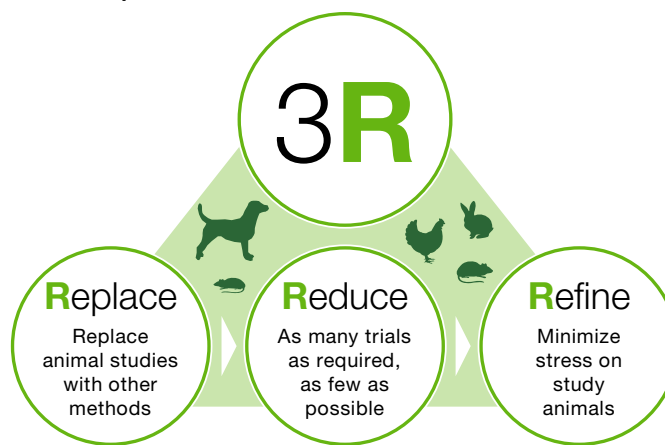 3R
Replace
Replace
animal studies
with other
methods
Reduce
As many trials
as required,
as few as
possible
Refine
Minimize
stress on
study
animals